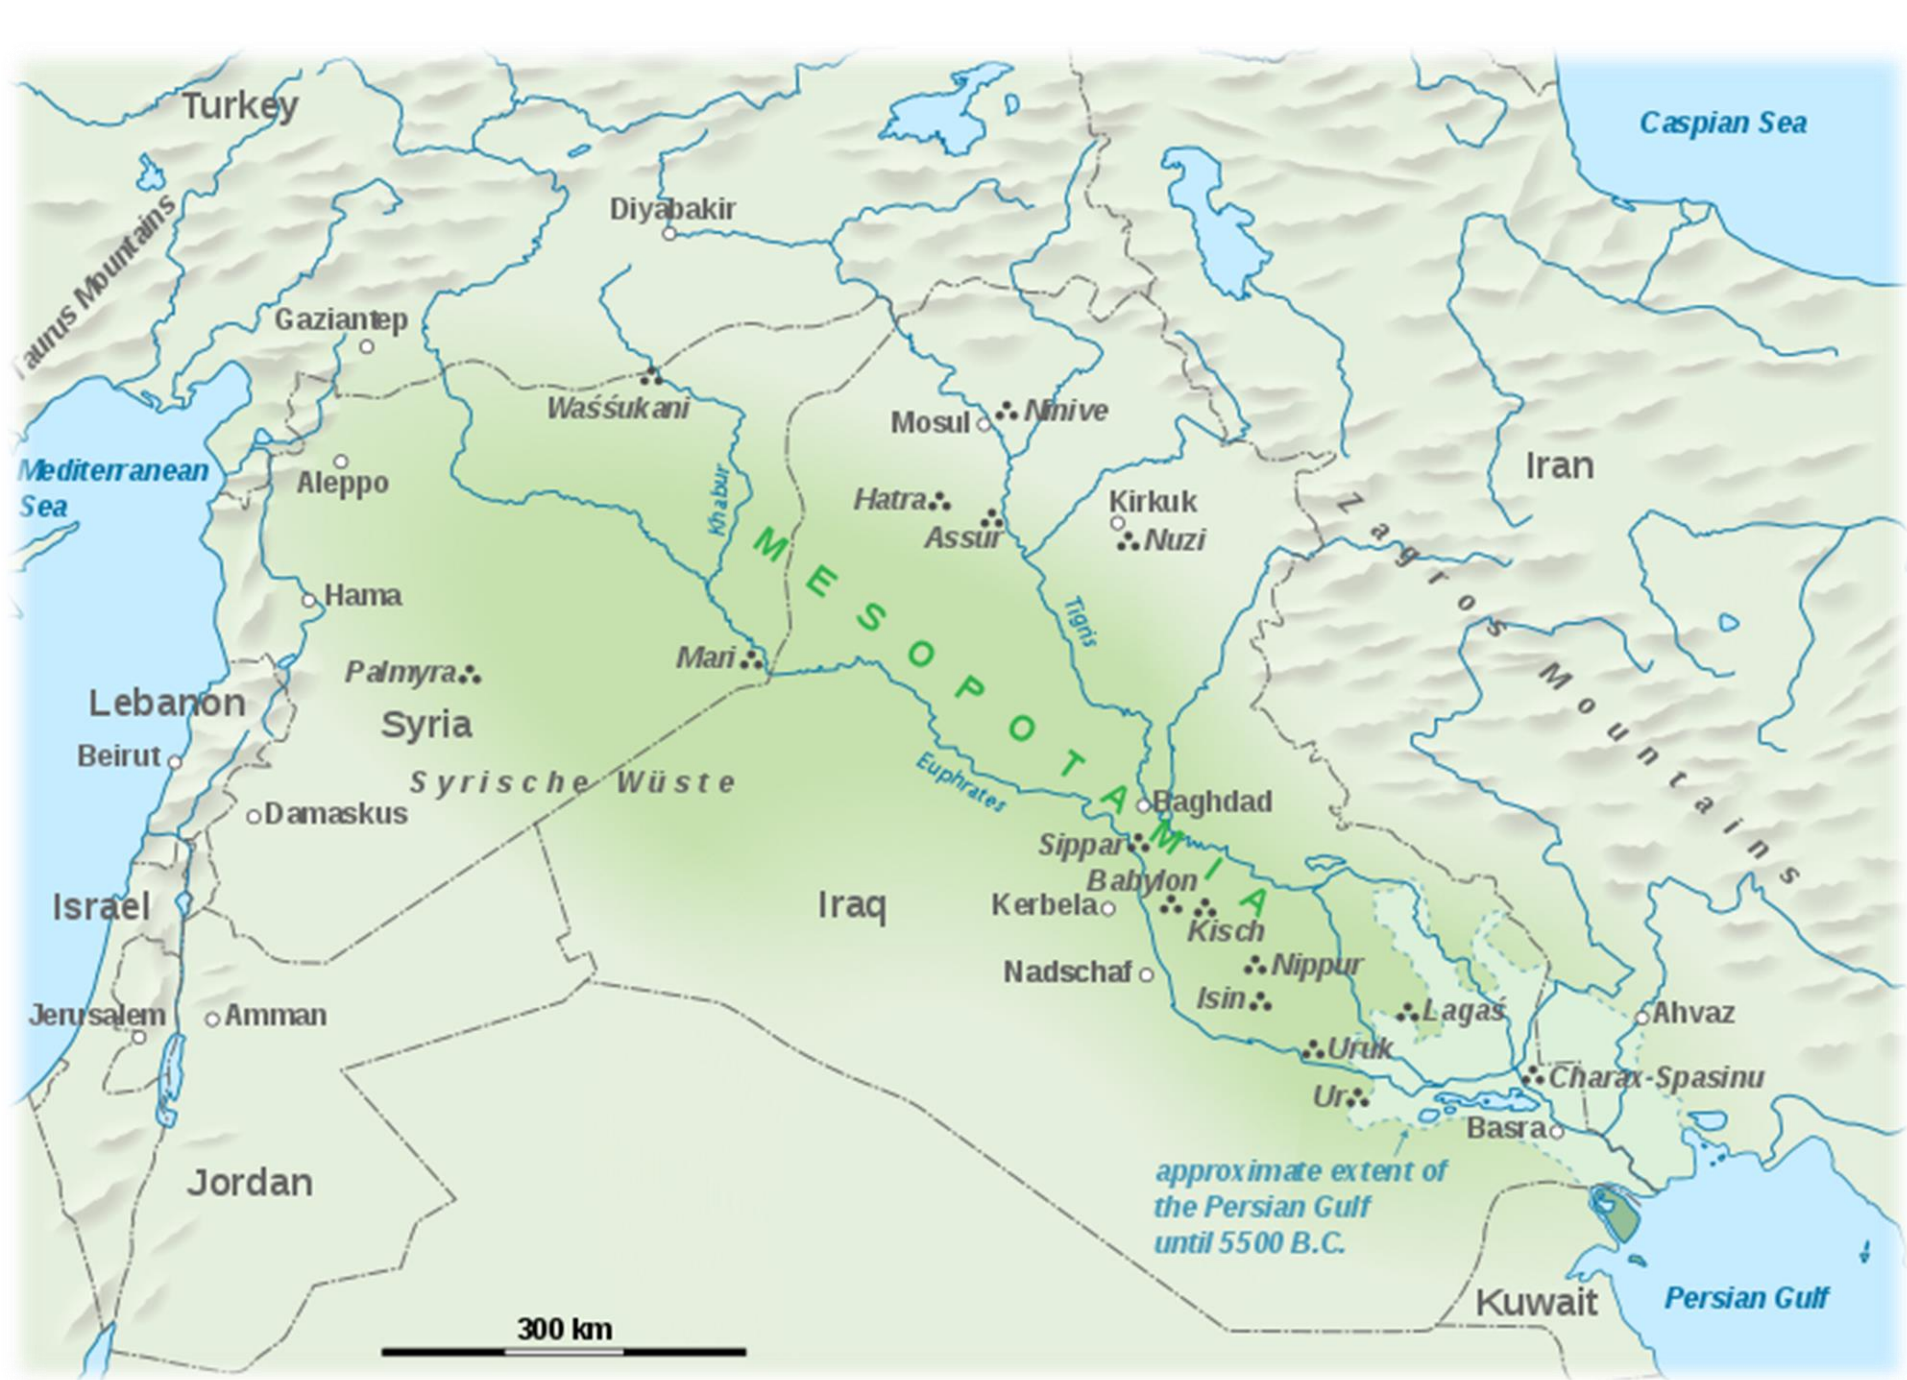 Turkey
Caspian Sea
Taurus Mountains
Diyabakir
Gaziantep
Waśśukani
Mosul
Ninive
Mediterranean
Sea
Aleppo
Khabur
Hatra
Assur
Kirkuk
Nuzi
Iran
Zagros Mountains
MESOPOTAMIA
Hama
Tigris
Palmyra
Mari
Lebanon
Syria
Beirut
Syrische Wüste
Euphrates
Damaskus
Baghdad
Sippar
Babylon
Israel
Iraq
Kerbela
Kisch
Nadschaf
Nippur
Isin
Lagaś
Jerusalem
Amman
Ahvaz
Uruk
Charax-Spasinu
Ur
Basra
approximate extent of
the Persian Gulf
until 5500 B.C.
Jordan
Kuwait
Persian Gulf
300 km